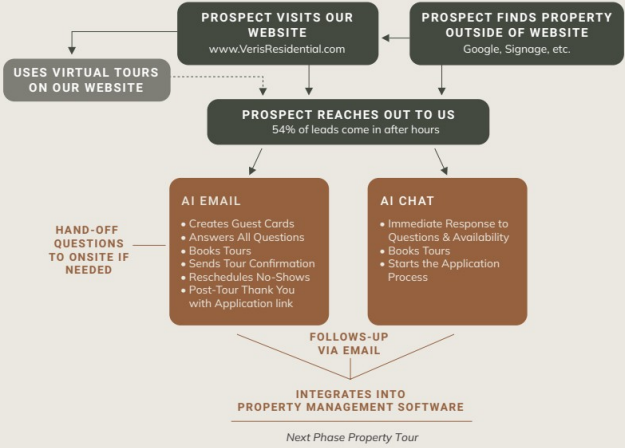 PROSPECT VISITS OUR
WEBSITE
www.VerisResidential.com
PROSPECT FINDS PROPERTY
OUTSIDE OF WEBSITE
Google, Signage, etc.
USES VIRTUAL TOURS
ON OUR WEBSITE
PROSPECT REACHES OUT TO US
54% of leads come in after hours
AI EMAIL
• Creates Guest Cards
• Answers All Questions
• Books Tours
• Sends Tour Confirmation
• Reschedules No-Shows
• Post-Tour Thank You
with Application link
AI CHAT
• Immediate Response to
Questions & Availability
• Books Tours
• Starts the Application
Process
HAND-OFF
QUESTIONS
TO ONSITE IF
NEEDED
FOLLOWS-UP
VIA EMAIL
INTEGRATES INTO
PROPERTY MANAGEMENT SOFTWARE
Next Phase Property Tour